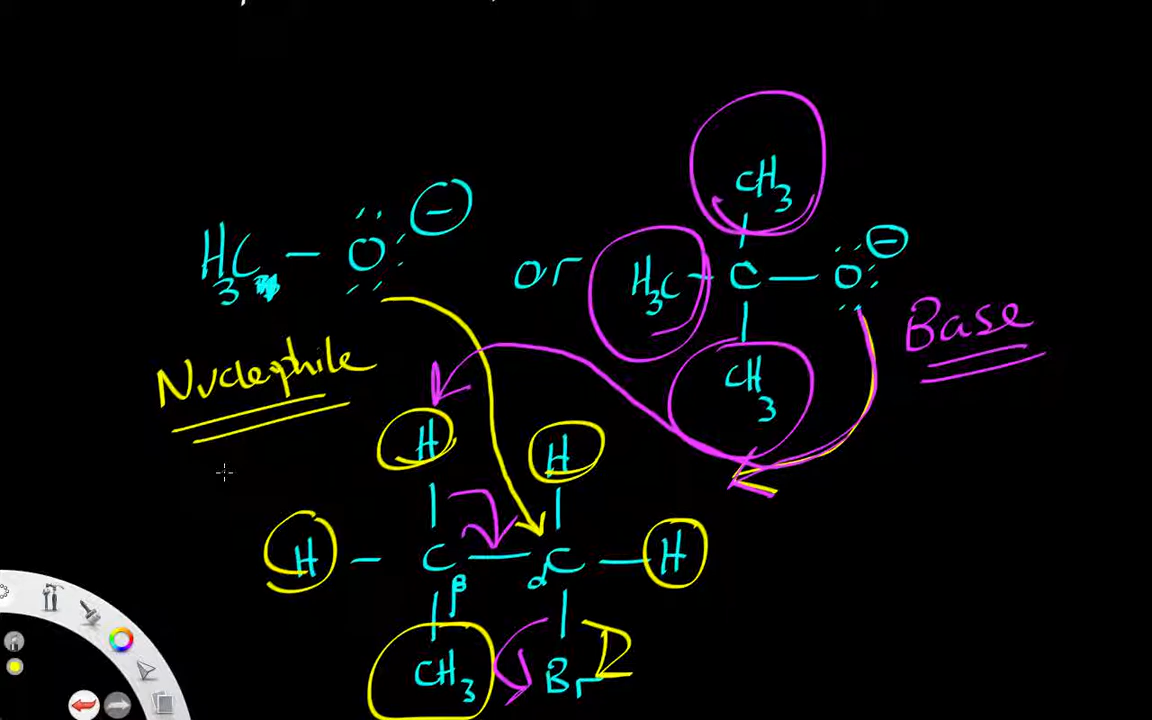 CH3
H3C — O ⊖ or H3C — C — O ⊖
Base
Nucleophile
CH3
H H
H — C — C — H
β α
CH3 Br